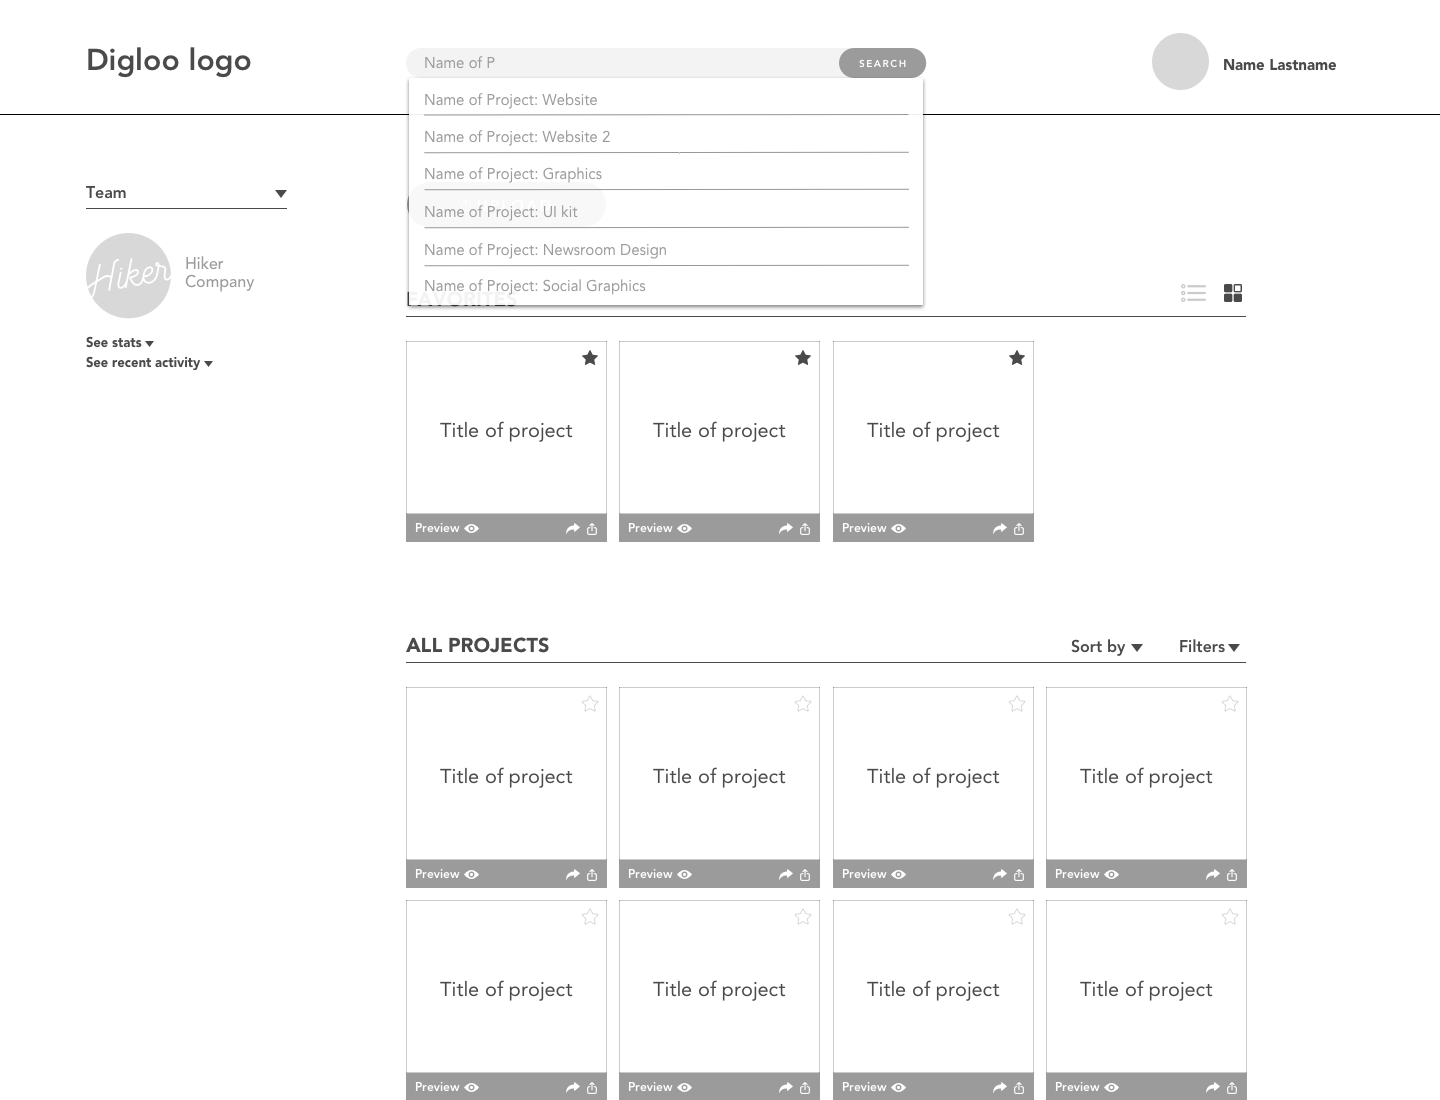 Digloo logo
Name of P
SEARCH
Name Lastname
Name of Project: Website
Name of Project: Website 2
Name of Project: Graphics
Name of Project: UI kit
Name of Project: Newsroom Design
Name of Project: Social Graphics
Team
Hiker
Hiker
Company
See stats
See recent activity
FAVORITES
Title of project
Title of project
Title of project
Preview
Preview
Preview
ALL PROJECTS
Sort by
Filters
Title of project
Title of project
Title of project
Title of project
Preview
Preview
Preview
Preview
Title of project
Title of project
Title of project
Title of project
Preview
Preview
Preview
Preview